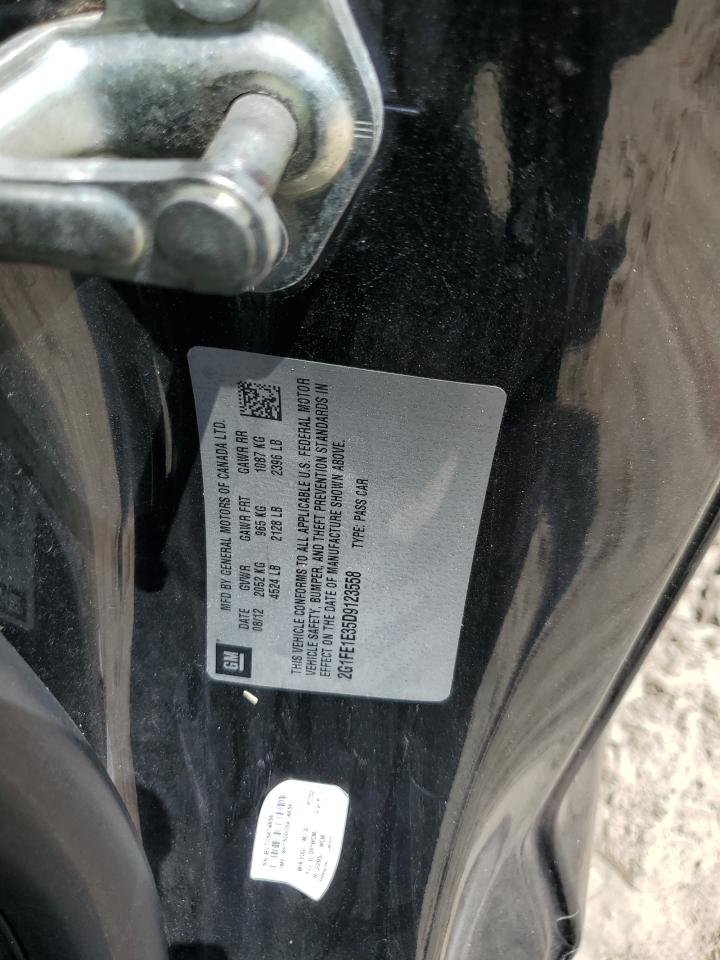 MFD BY GENERAL MOTORS OF CANADA LTD.
DATE GVWR GAWR FRT GAWR RR
08/12 2052 KG 965 KG 1087 KG
4524 LB 2128 LB 2396 LB
GM
THIS VEHICLE CONFORMS TO ALL APPLICABLE U.S. FEDERAL MOTOR
VEHICLE SAFETY, BUMPER, AND THEFT PREVENTION STANDARDS IN
EFFECT ON THE DATE OF MANUFACTURE SHOWN ABOVE.
2G1FE1E35D9123558 TYPE: PASS CAR